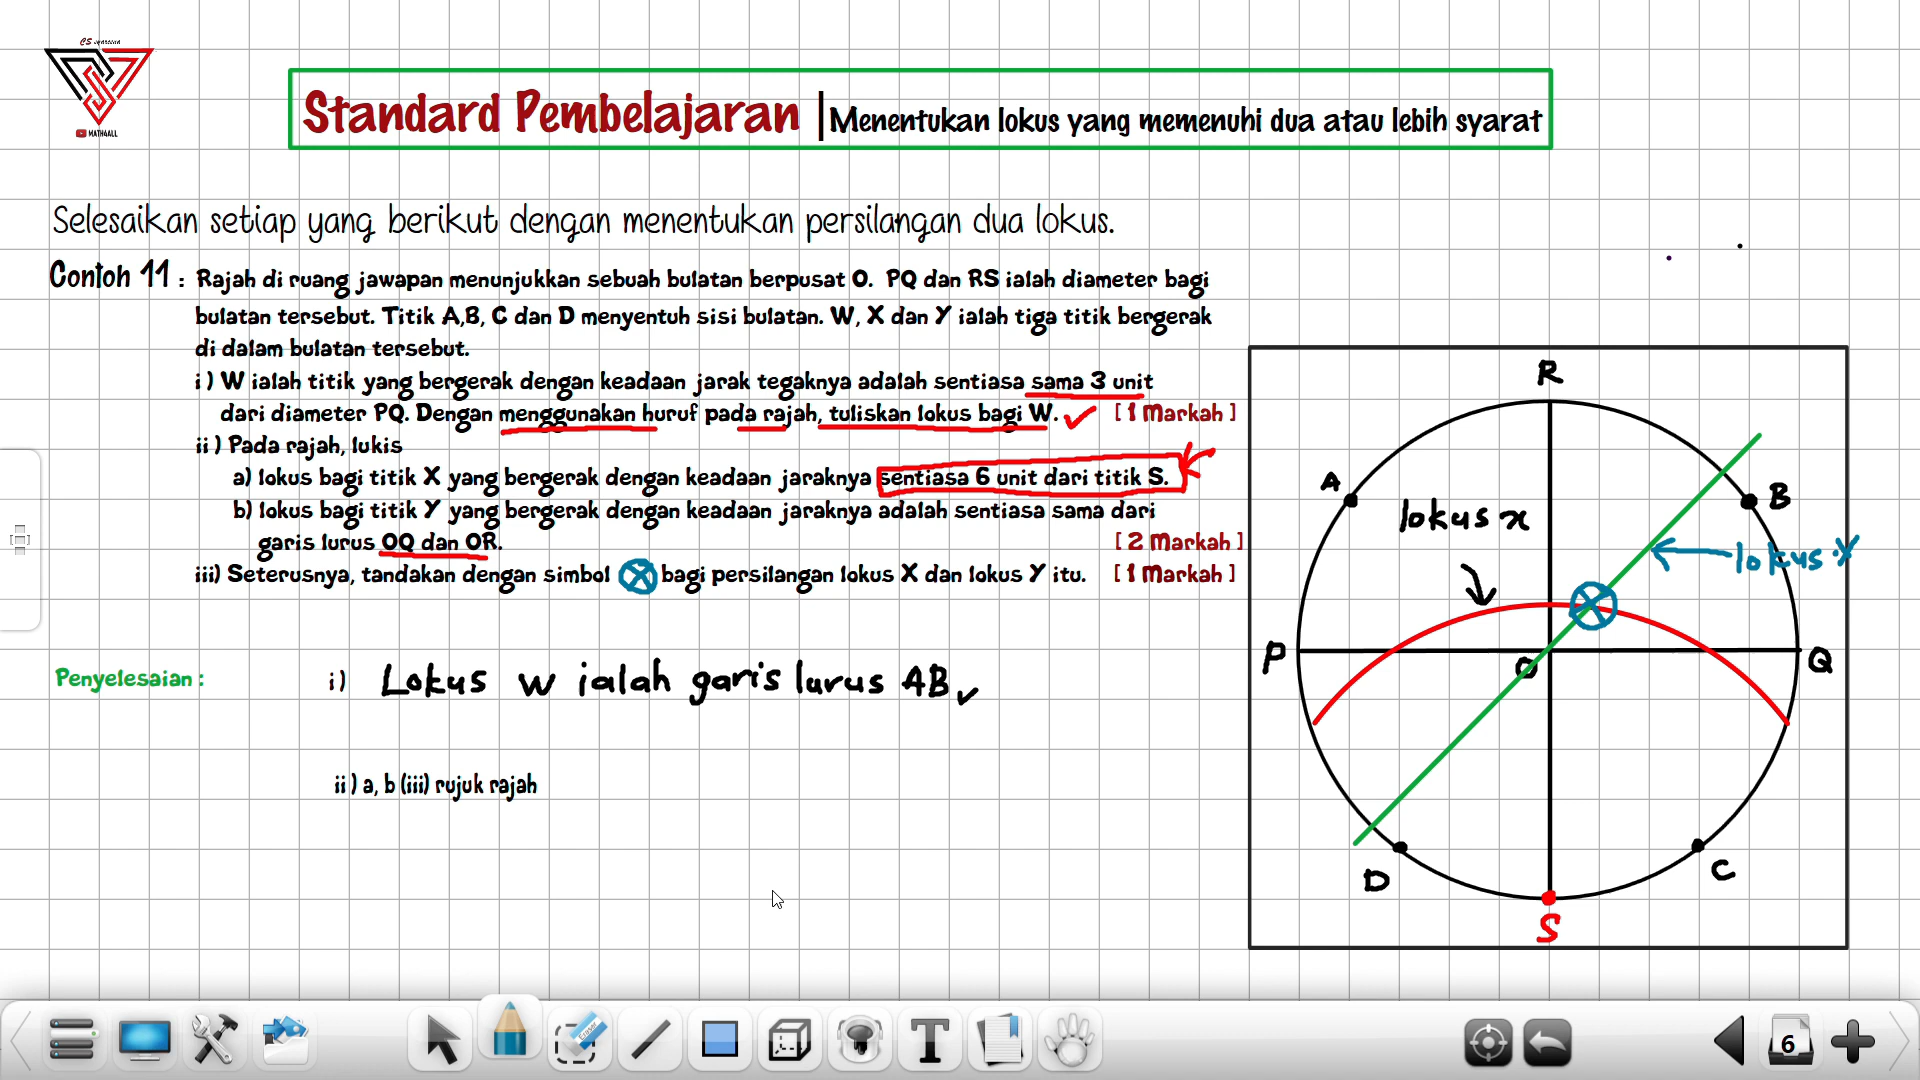 CS
MATH4ALL
Standard Pembelajaran | Menentukan lokus yang memenuhi dua atau lebih syarat
Selesaikan setiap yang berikut dengan menentukan persilangan dua lokus.
Contoh 11 : Rajah di ruang jawapan menunjukkan sebuah bulatan berpusat O. PQ dan RS ialah diameter bagi
bulatan tersebut. Titik A,B, C dan D menyentuh sisi bulatan. W, X dan Y ialah tiga titik bergerak
di dalam bulatan tersebut.
i ) W ialah titik yang bergerak dengan keadaan jarak tegaknya adalah sentiasa sama 3 unit
dari diameter PQ. Dengan menggunakan huruf pada rajah, tuliskan lokus bagi W. [ 1 Markah ]
ii ) Pada rajah, lukis
a) lokus bagi titik X yang bergerak dengan keadaan jaraknya sentiasa 6 unit dari titik S.
b) lokus bagi titik Y yang bergerak dengan keadaan jaraknya adalah sentiasa sama dari
garis lurus OQ dan OR. [ 2 Markah ]
iii) Seterusnya, tandakan dengan simbol ⊗ bagi persilangan lokus X dan lokus Y itu. [ 1 Markah ]
Penyelesaian : i ) Lokus W ialah garis lurus AB
ii ) a, b (iii) rujuk rajah
R
A
B
lokus x
lokus Y
P
O
Q
D
C
S
6